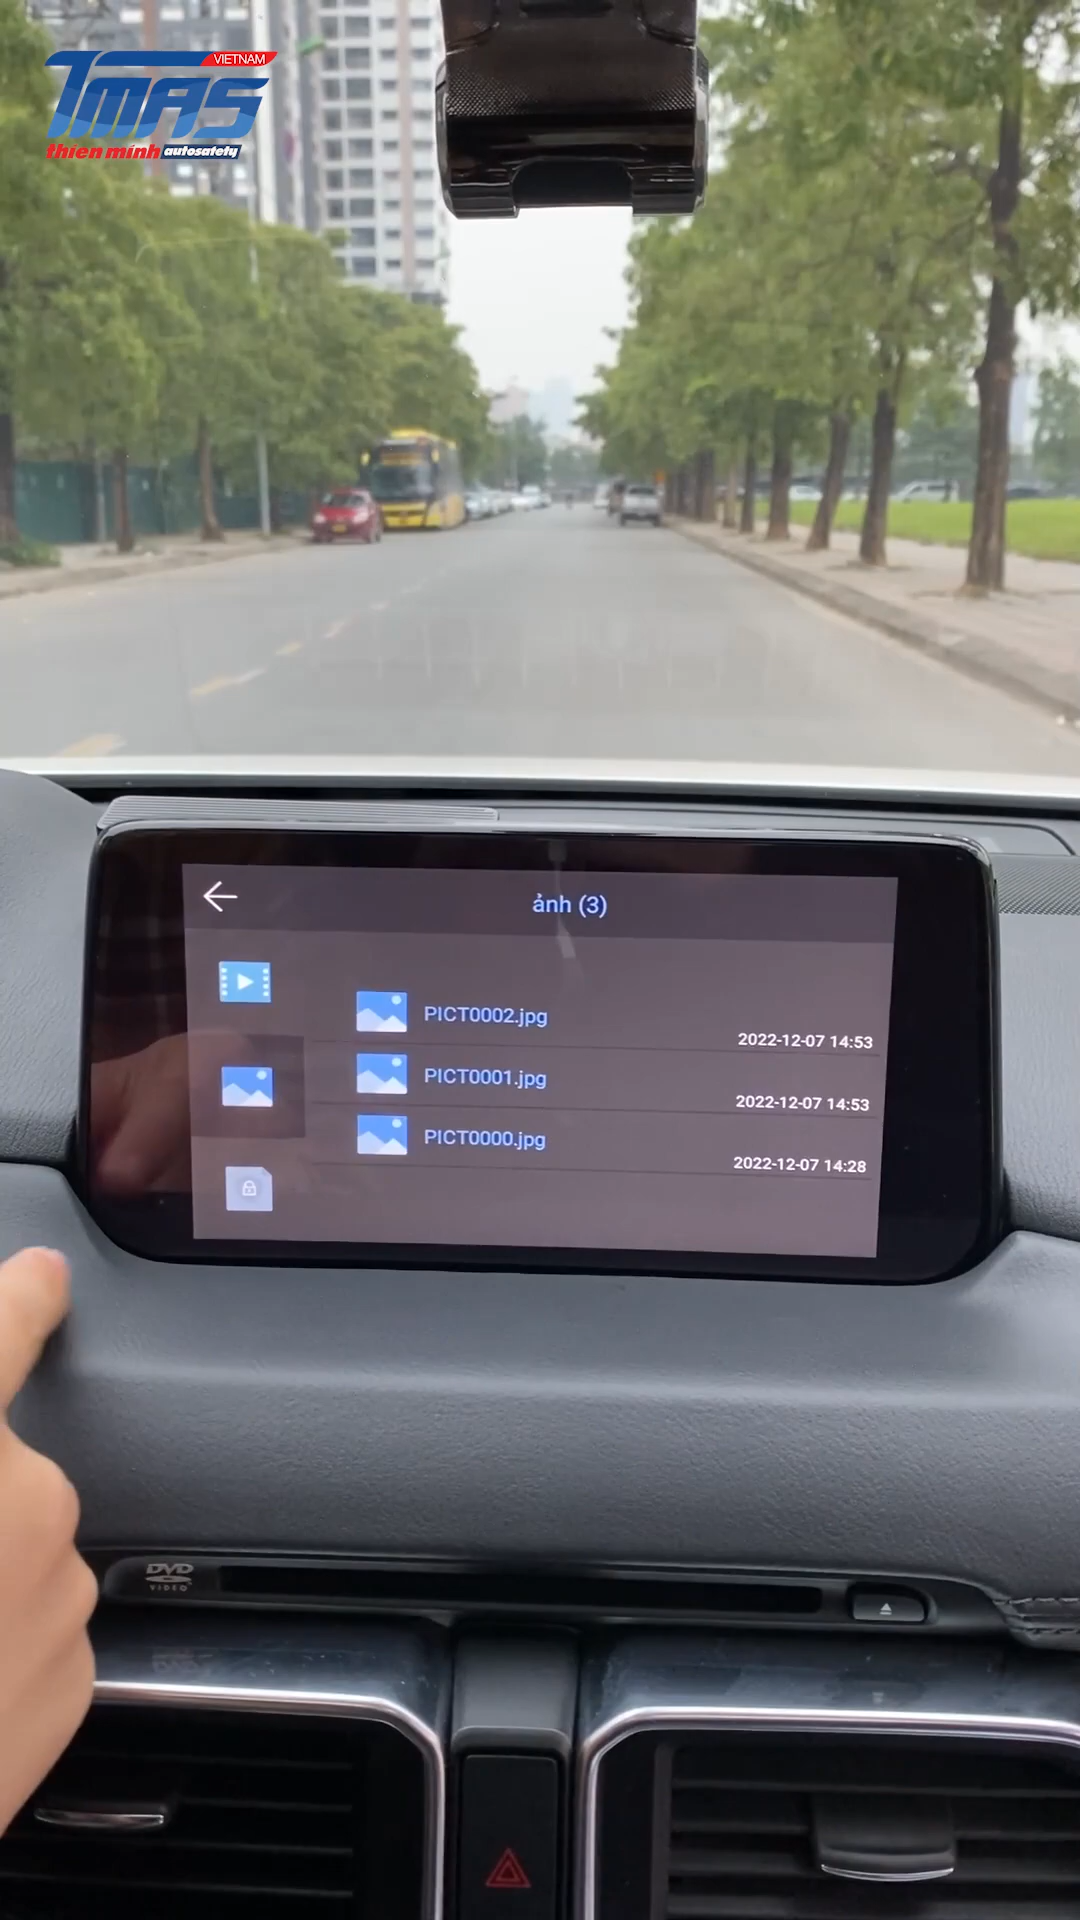 VIETNAM
TMAS
thiên minh autosafety
ảnh (3)
PICT0002.jpg
2022-12-07 14:53
PICT0001.jpg
2022-12-07 14:53
PICT0000.jpg
2022-12-07 14:28
DVD
VIDEO